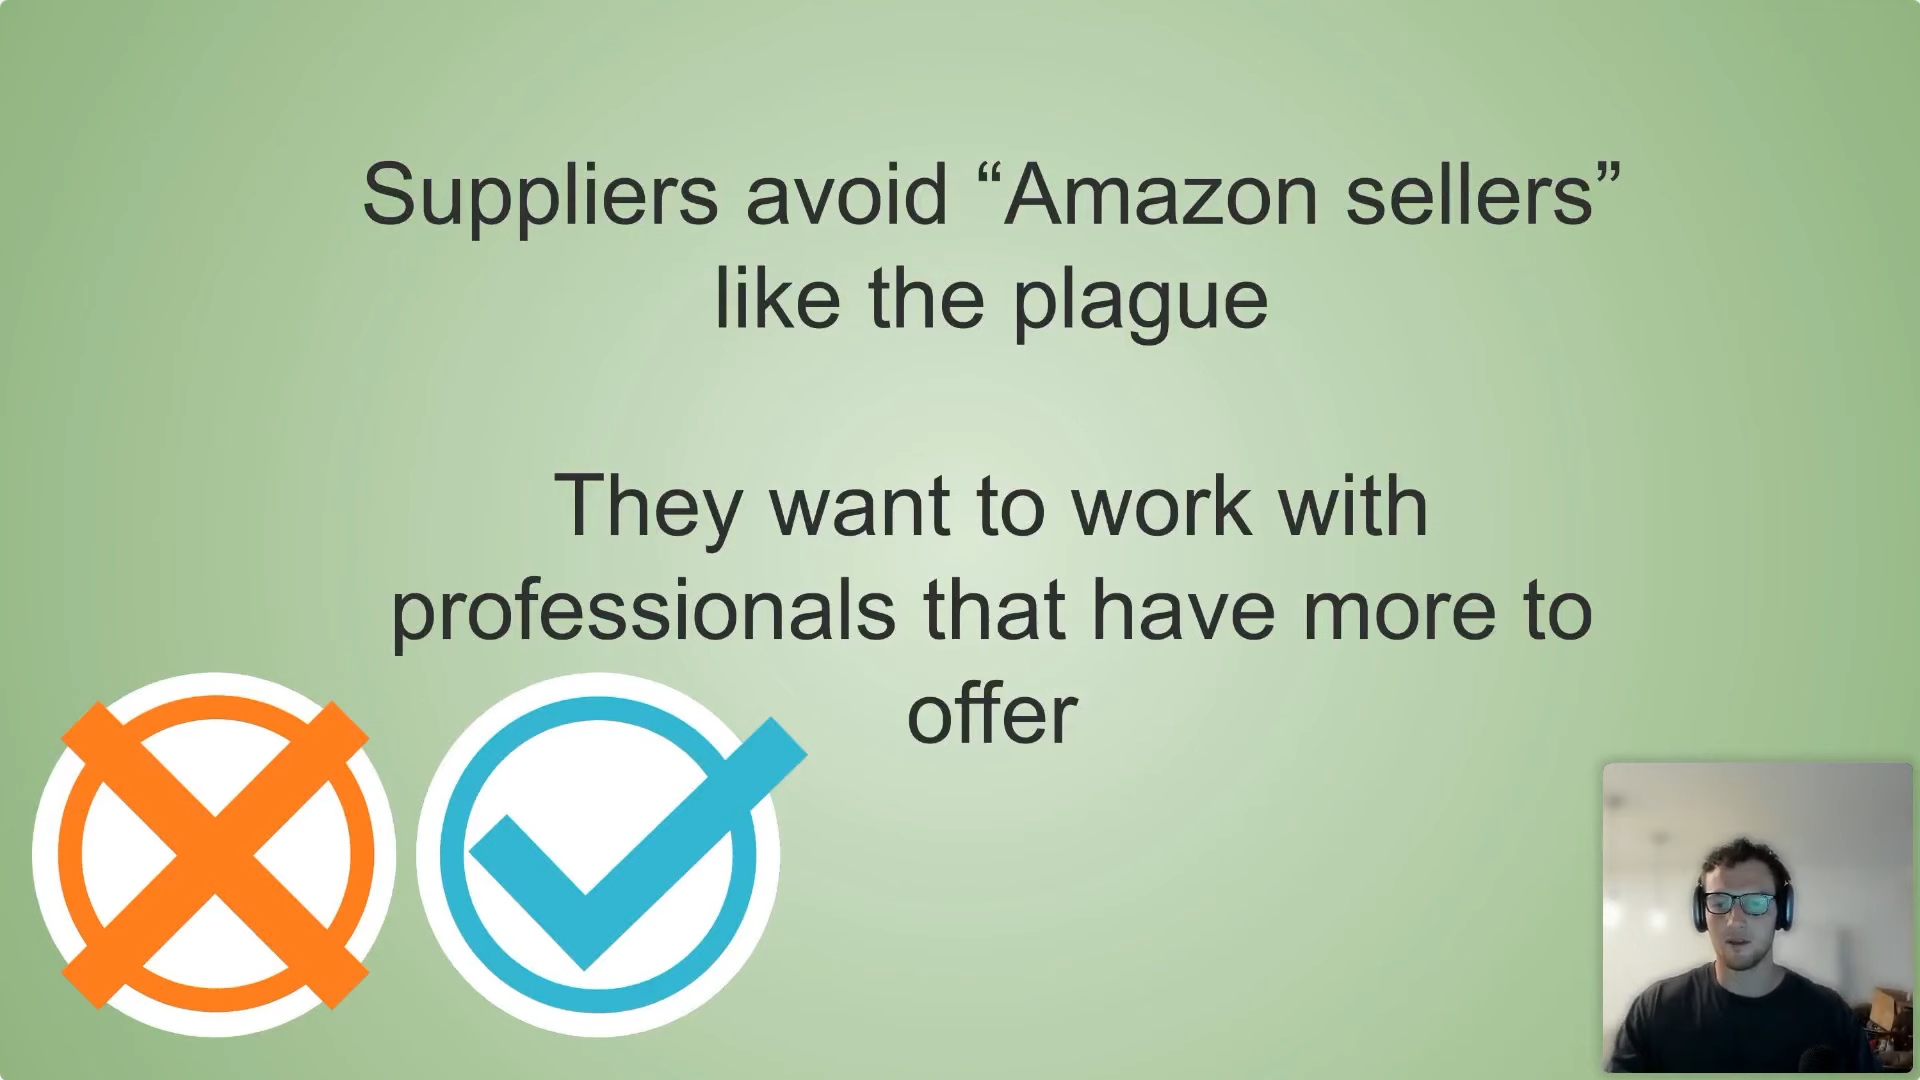 Suppliers avoid “Amazon sellers”
like the plague
They want to work with
professionals that have more to
offer